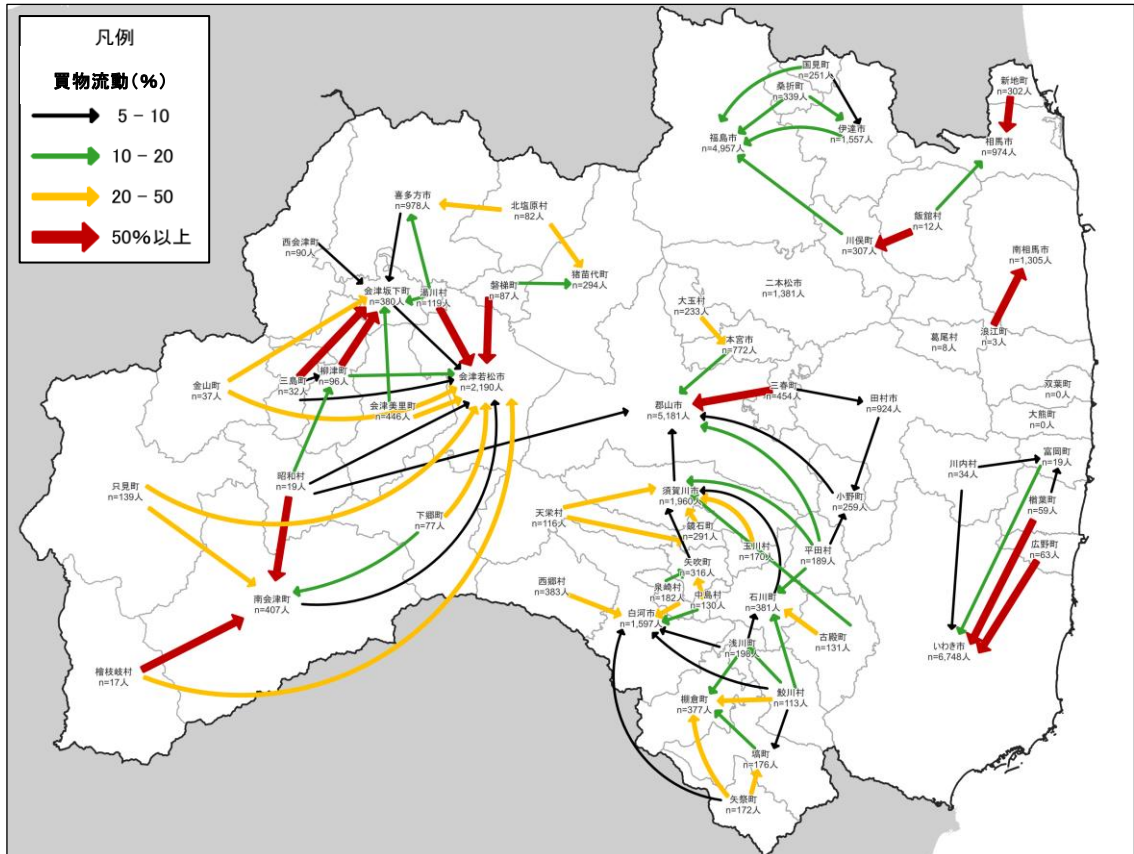 凡例
買物流動(%)
5 - 10
10 - 20
20 - 50
50%以上
国見町
n=251人
桑折町
n=339人
伊達市
n=1,557人
福島市
n=4,957人
新地町
n=302人
相馬市
n=974人
飯舘村
n=12人
川俣町
n=307人
南相馬市
n=1,305人
喜多方市
n=978人
北塩原村
n=82人
西会津町
n=90人
会津坂下町
n=380人
湯川村
n=119人
磐梯町
n=87人
猪苗代町
n=294人
二本松市
n=1,381人
大玉村
n=233人
本宮市
n=772人
浪江町
n=3人
葛尾村
n=8人
双葉町
n=0人
大熊町
n=0人
金山町
n=37人
三島町
n=32人
柳津町
n=96人
会津若松市
n=2,190人
会津美里町
n=446人
三春町
n=454人
田村市
n=924人
郡山市
n=5,181人
川内村
n=34人
富岡町
n=19人
楢葉町
n=59人
広野町
n=63人
只見町
n=139人
昭和村
n=19人
下郷町
n=77人
天栄村
n=116人
須賀川市
n=1,960人
鏡石町
n=291人
小野町
n=259人
玉川村
n=170人
平田村
n=189人
矢吹町
n=316人
泉崎村
n=182人
中島村
n=130人
石川町
n=381人
西郷村
n=383人
白河市
n=1,597人
南会津町
n=407人
浅川町
n=198人
古殿町
n=131人
いわき市
n=6,748人
檜枝岐村
n=17人
棚倉町
n=377人
鮫川村
n=113人
塙町
n=176人
矢祭町
n=172人